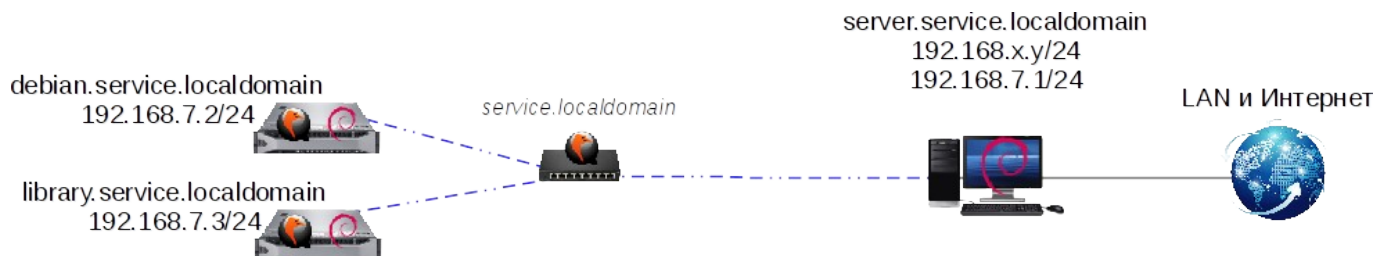 debian.service.localdomain
192.168.7.2/24
library.service.localdomain
192.168.7.3/24
service.localdomain
server.service.localdomain
192.168.x.y/24
192.168.7.1/24
LAN и Интернет